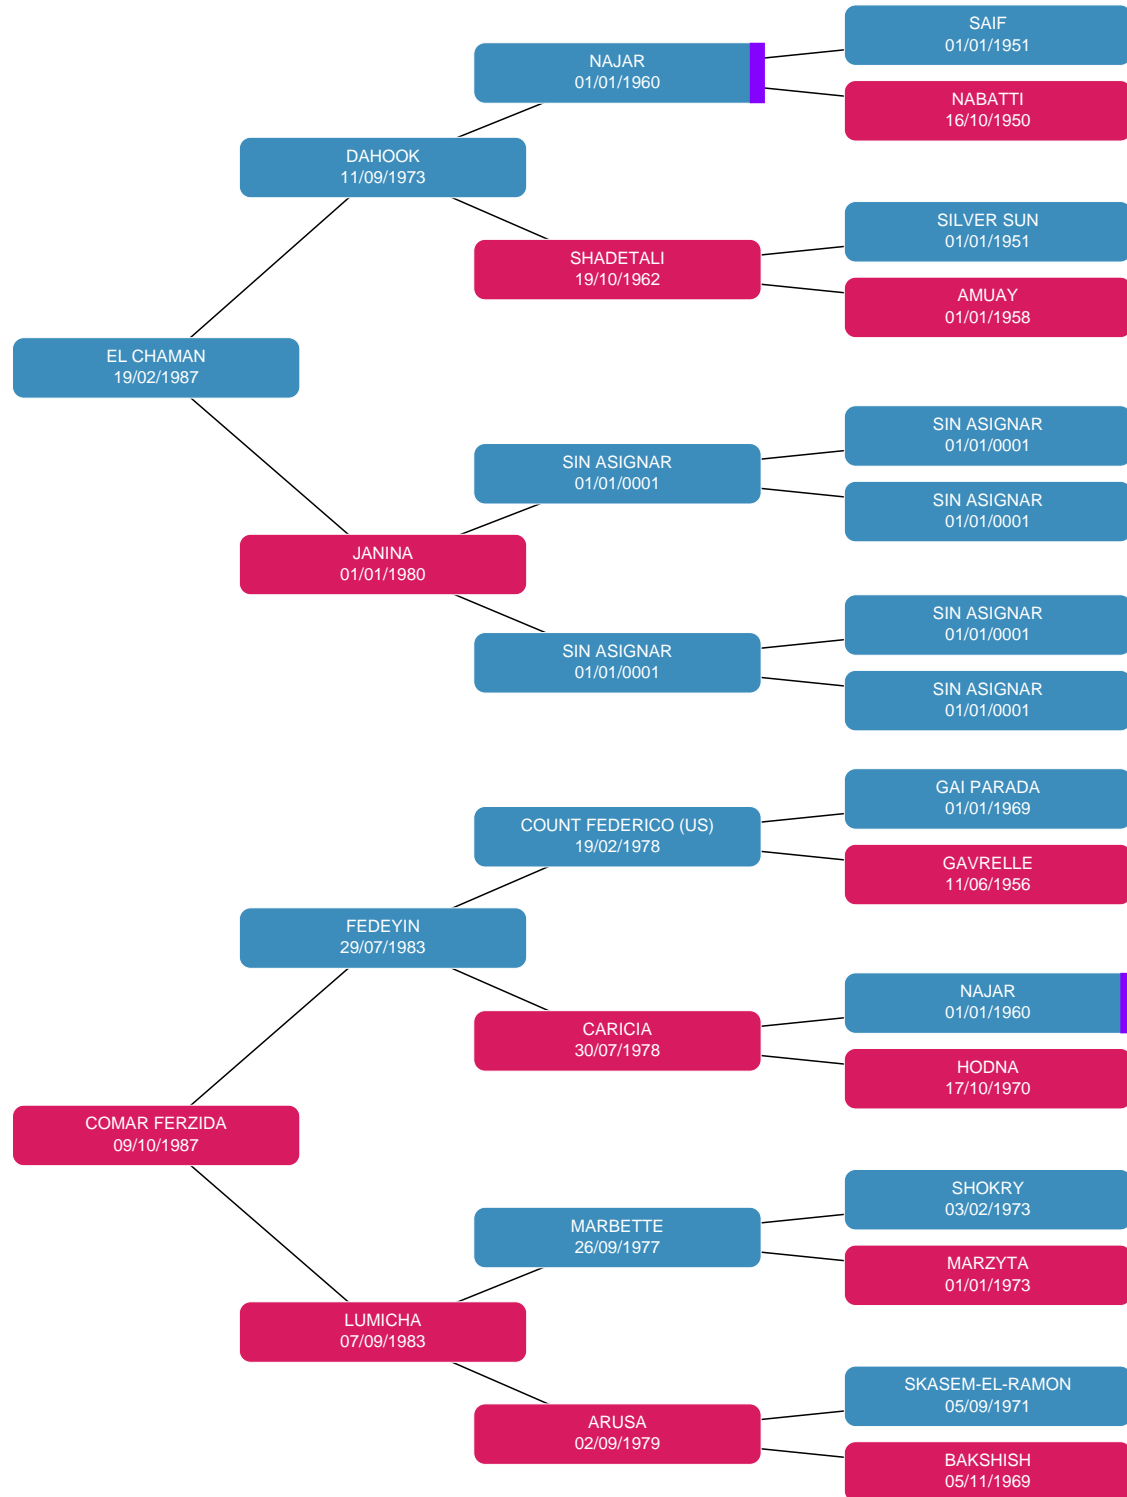 SAIF
01/01/1951
NAJAR
01/01/1960
NABATTI
16/10/1950
DAHOOK
11/09/1973
SILVER SUN
01/01/1951
SHADETALI
19/10/1962
AMUAY
01/01/1958
EL CHAMAN
19/02/1987
SIN ASIGNAR
01/01/0001
SIN ASIGNAR
01/01/0001
SIN ASIGNAR
01/01/0001
JANINA
01/01/1980
SIN ASIGNAR
01/01/0001
SIN ASIGNAR
01/01/0001
SIN ASIGNAR
01/01/0001
GAI PARADA
01/01/1969
COUNT FEDERICO (US)
19/02/1978
GAVRELLE
11/06/1956
FEDEYIN
29/07/1983
NAJAR
01/01/1960
CARICIA
30/07/1978
HODNA
17/10/1970
COMAR FERZIDA
09/10/1987
SHOKRY
03/02/1973
MARBETTE
26/09/1977
MARZYTA
01/01/1973
LUMICHA
07/09/1983
SKASEM-EL-RAMON
05/09/1971
ARUSA
02/09/1979
BAKSHISH
05/11/1969